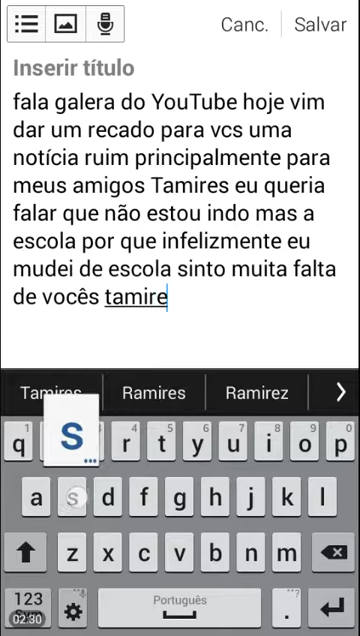 Canc. Salvar
Inserir título
fala galera do YouTube hoje vim
dar um recado para vcs uma
notícia ruim principalmente para
meus amigos Tamires eu queria
falar que não estou indo mas a
escola por que infelizmente eu
mudei de escola sinto muita falta
de vocês tamire
Tamires Ramires Ramirez
S
q r t y u i o p
a s d f g h j k l
z x c v b n m
123 Português .
02:30